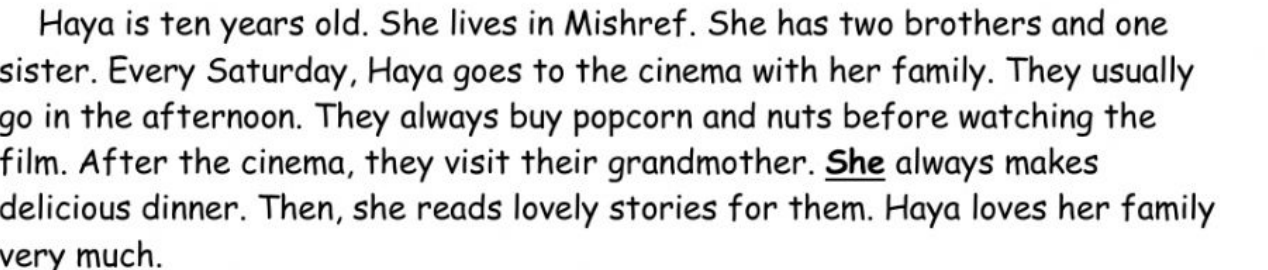 Haya is ten years old. She lives in Mishref. She has two brothers and one
sister. Every Saturday, Haya goes to the cinema with her family. They usually
go in the afternoon. They always buy popcorn and nuts before watching the
film. After the cinema, they visit their grandmother. She always makes
delicious dinner. Then, she reads lovely stories for them. Haya loves her family
very much.